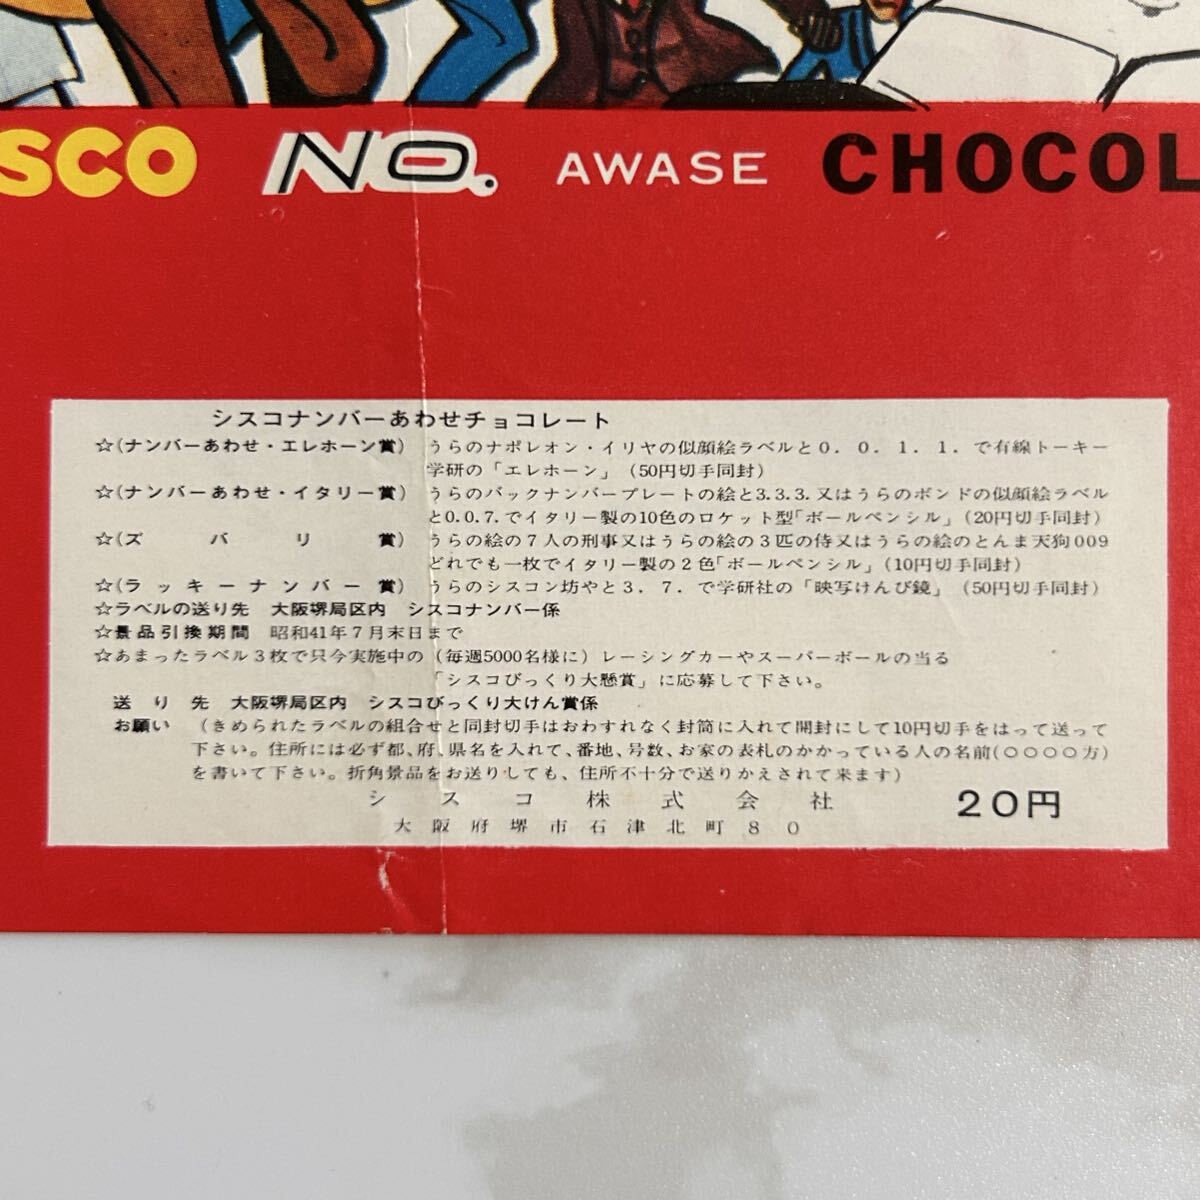 SCO NO. AWASE CHOCOL
シスコナンバーあわせチョコレート
☆(ナンバーあわせ・エレホーン賞) うらのナポレオン・イリヤの似顔絵ラベルと0.0.1.1.で有線トーキー
学研の「エレホーン」(50円切手同封)
☆(ナンバーあわせ・イタリー賞) うらのバックナンバープレートの絵と3.3.3.又はうらのボンドの似顔絵ラベル
と0.0.7.でイタリー製の10色のロケット型「ボールペンシル」(20円切手同封)
☆(ズバリ賞) うらの絵の7人の刑事又はうらの絵の3匹の侍又はうらの絵のとんま天狗009
どれでも一枚でイタリー製の2色「ボールペンシル」(10円切手同封)
☆(ラッキーナンバー賞) うらのシスコン坊やと3.7.で学研社の「映写けんび鏡」(50円切手同封)
☆ラベルの送り先 大阪堺局区内 シスコナンバー係
☆景品引換期間 昭和41年7月末日まで
☆あまったラベル3枚で只今実施中の(毎週5000名様に)レーシングカーやスーパーボールの当る
「シスコびっくり大懸賞」に応募して下さい。
送り先 大阪堺局区内 シスコびっくり大けん賞係
お願い (きめられたラベルの組合せと同封切手はおわすれなく封筒に入れて開封にして10円切手をはって送って
下さい。住所には必ず都、府、県名を入れて、番地、号数、お家の表札のかかっている人の名前(○○○○方)
を書いて下さい。折角景品をお送りしても、住所不十分で送りかえされて来ます)
シスコ株式会社 20円
大阪府堺市石津北町80